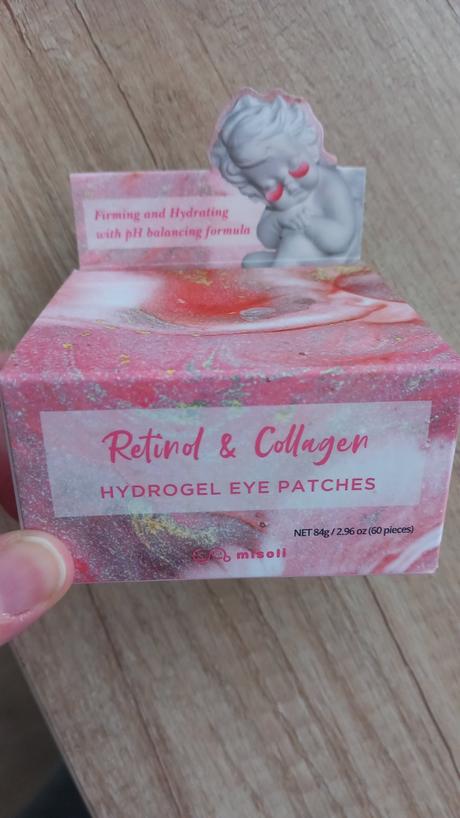 Firming and Hydrating
with pH balancing formula
Retinol & Collagen
HYDROGEL EYE PATCHES
NET 84g / 2.96 oz (60 pieces)
misoli